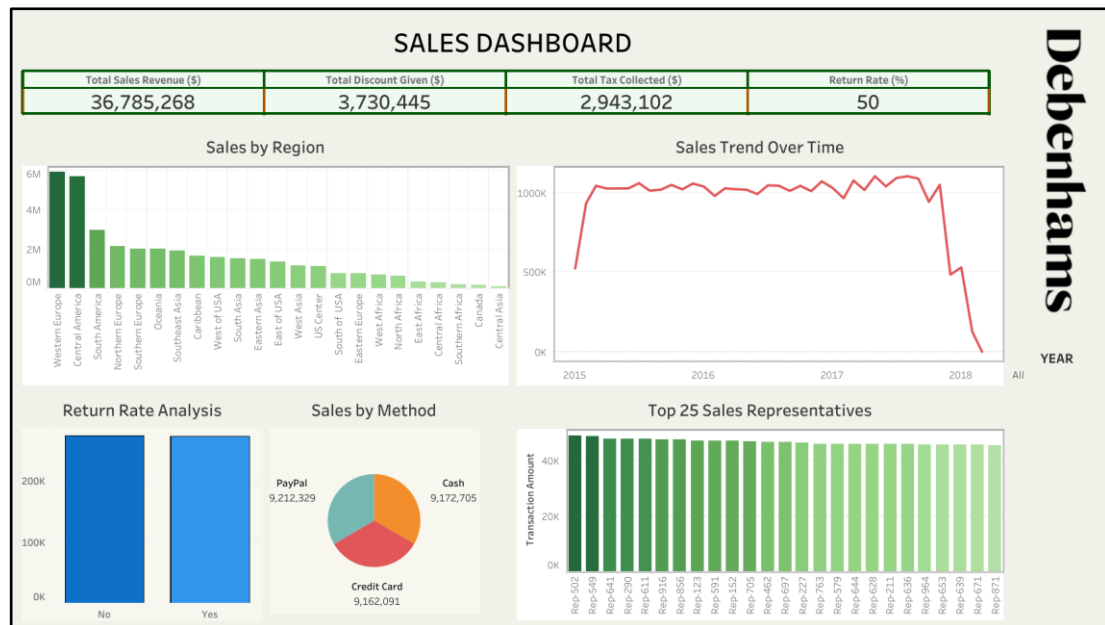 SALES DASHBOARD
Total Sales Revenue ($)
Total Discount Given ($)
Total Tax Collected ($)
Return Rate (%)
36,785,268
3,730,445
2,943,102
50
Debenhams
Sales by Region
6M
4M
2M
0M
Western Europe
Central America
South America
Northern Europe
Southern Europe
Oceania
Southeast Asia
Caribbean
West of USA
South Asia
Eastern Asia
East of USA
West Asia
US Center
South of USA
Eastern Europe
West Africa
North Africa
East Africa
Central Africa
Southern Africa
Canada
Central Asia
Sales Trend Over Time
1000K
500K
0K
2015
2016
2017
2018
YEAR
All
Return Rate Analysis
200K
100K
0K
No
Yes
Sales by Method
PayPal
9,212,329
Cash
9,172,705
Credit Card
9,162,091
Top 25 Sales Representatives
Transaction Amount
40K
20K
0K
Rep-502
Rep-549
Rep-641
Rep-290
Rep-611
Rep-916
Rep-856
Rep-123
Rep-591
Rep-152
Rep-705
Rep-462
Rep-697
Rep-227
Rep-763
Rep-579
Rep-644
Rep-628
Rep-211
Rep-636
Rep-964
Rep-653
Rep-639
Rep-671
Rep-871